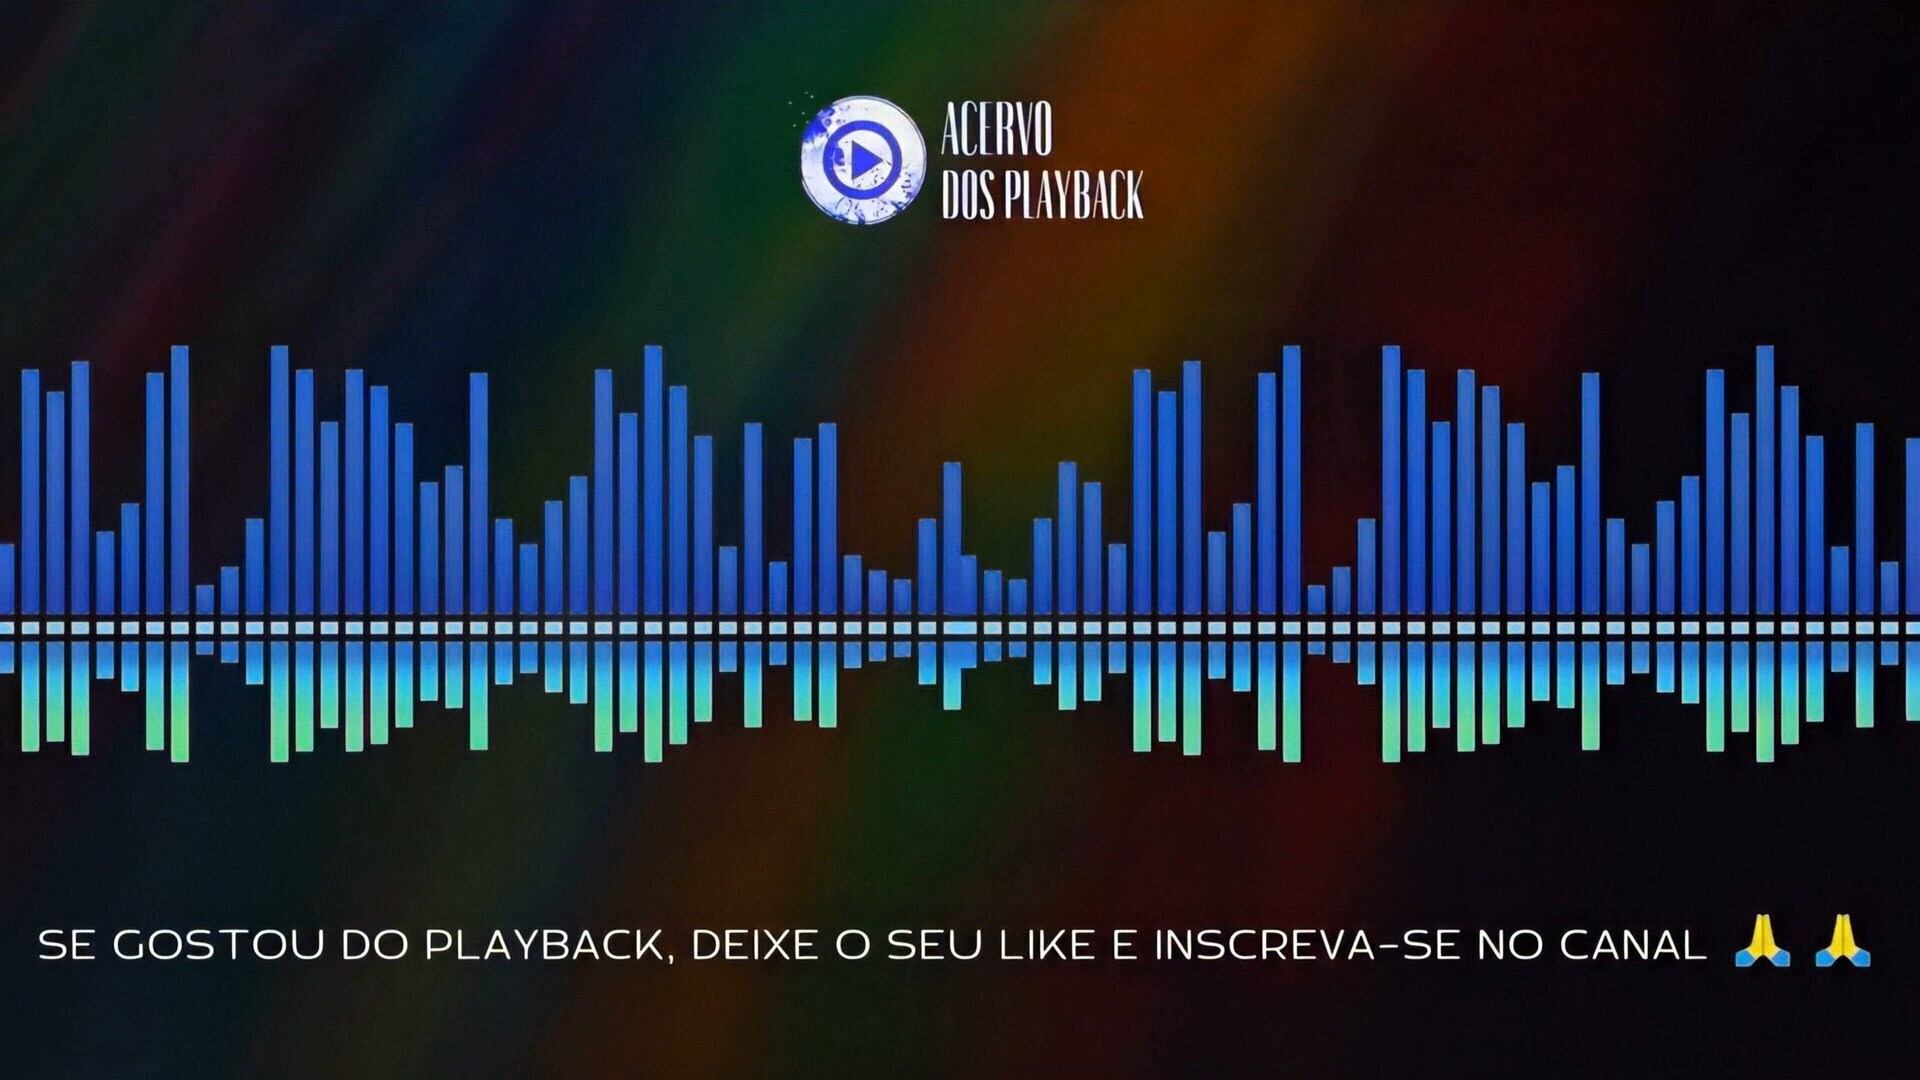 ACERVO
DOS PLAYBACK
SE GOSTOU DO PLAYBACK, DEIXE O SEU LIKE E INSCREVA-SE NO CANAL 🙏 🙏